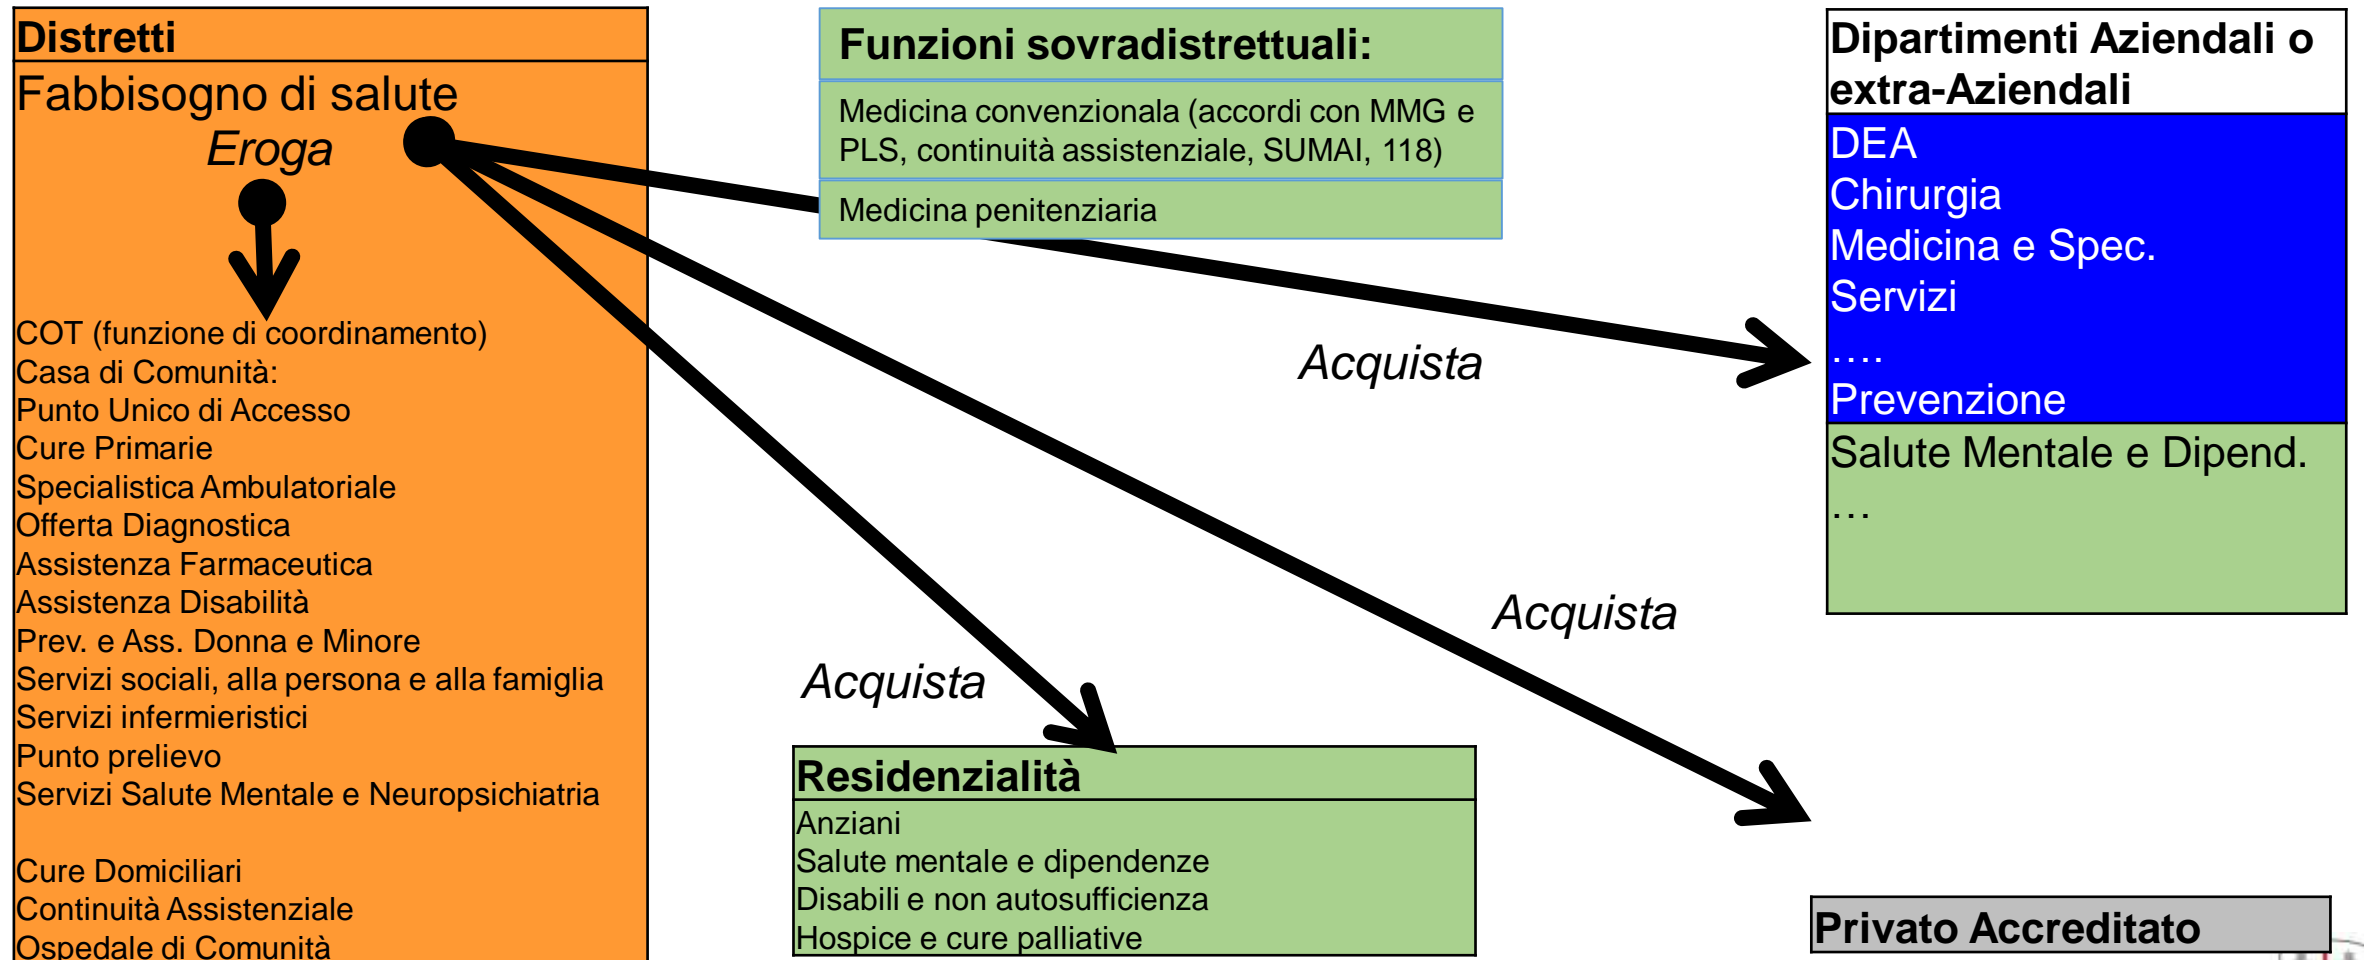 Distretti
Fabbisogno di salute
Eroga
COT (funzione di coordinamento)
Casa di Comunità:
Punto Unico di Accesso
Cure Primarie
Specialistica Ambulatoriale
Offerta Diagnostica
Assistenza Farmaceutica
Assistenza Disabilità
Prev. e Ass. Donna e Minore
Servizi sociali, alla persona e alla famiglia
Servizi infermieristici
Punto prelievo
Servizi Salute Mentale e Neuropsichiatria
Cure Domiciliari
Continuità Assistenziale
Ospedale di Comunità
Funzioni sovradistrettuali:
Medicina convenzionala (accordi con MMG e
PLS, continuità assistenziale, SUMAI, 118)
Medicina penitenziaria
Acquista
Acquista
Acquista
Residenzialità
Anziani
Salute mentale e dipendenze
Disabili e non autosufficienza
Hospice e cure palliative
Dipartimenti Aziendali o
extra-Aziendali
DEA
Chirurgia
Medicina e Spec.
Servizi
….
Prevenzione
Salute Mentale e Dipend.
…
Privato Accreditato